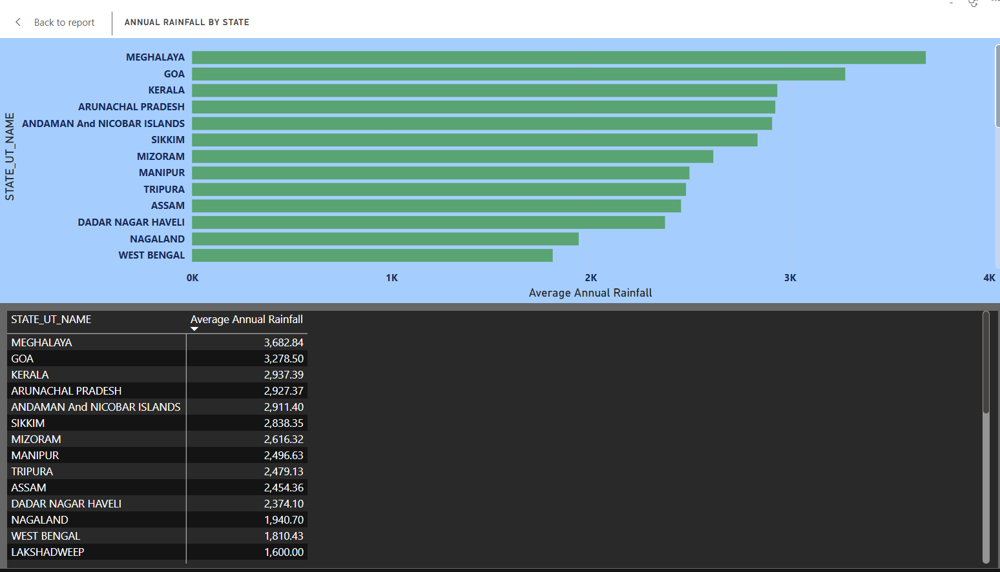 Back to report
ANNUAL RAINFALL BY STATE
STATE_UT_NAME
MEGHALAYA
GOA
KERALA
ARUNACHAL PRADESH
ANDAMAN And NICOBAR ISLANDS
SIKKIM
MIZORAM
MANIPUR
TRIPURA
ASSAM
DADAR NAGAR HAVELI
NAGALAND
WEST BENGAL
0K 1K 2K 3K 4K
Average Annual Rainfall
STATE_UT_NAME Average Annual Rainfall
MEGHALAYA 3,682.84
GOA 3,278.50
KERALA 2,937.39
ARUNACHAL PRADESH 2,927.37
ANDAMAN And NICOBAR ISLANDS 2,911.40
SIKKIM 2,838.35
MIZORAM 2,616.32
MANIPUR 2,496.63
TRIPURA 2,479.13
ASSAM 2,454.36
DADAR NAGAR HAVELI 2,374.10
NAGALAND 1,940.70
WEST BENGAL 1,810.43
LAKSHADWEEP 1,600.00